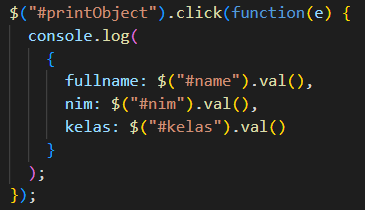 $("#printObject").click(function(e) {
  console.log(
    {
      fullname: $("#name").val(),
      nim: $("#nim").val(),
      kelas: $("#kelas").val()
    }
  );
});